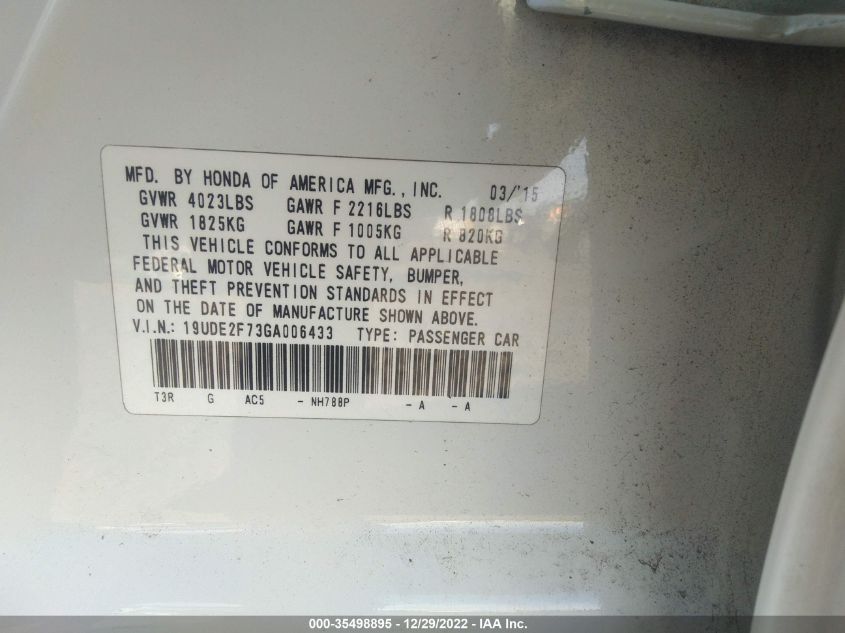 MFD. BY HONDA OF AMERICA MFG., INC. 03/'15
GVWR 4023LBS GAWR F 2216LBS R 1808LBS
GVWR 1825KG GAWR F 1005KG R 820KG
THIS VEHICLE CONFORMS TO ALL APPLICABLE
FEDERAL MOTOR VEHICLE SAFETY, BUMPER,
AND THEFT PREVENTION STANDARDS IN EFFECT
ON THE DATE OF MANUFACTURE SHOWN ABOVE.
V.I.N.: 19UDE2F73GA006433 TYPE: PASSENGER CAR
T3R G AC5 - NH788P - A - A
000-35498895 - 12/29/2022 - IAA Inc.